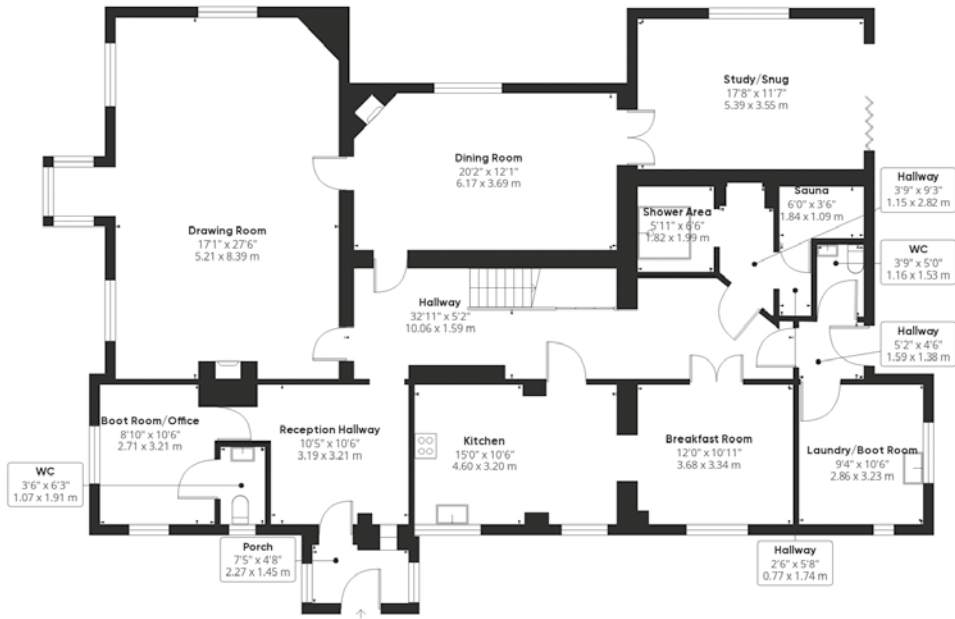 Study/Snug
17'8" x 11'7"
5.39 x 3.55 m
Dining Room
20'2" x 12'1"
6.17 x 3.69 m
Hallway
3'9" x 9'3"
1.15 x 2.82 m
Sauna
6'0" x 3'6"
1.84 x 1.09 m
Shower Area
5'11" x 6'6"
1.82 x 1.99 m
Drawing Room
17'1" x 27'6"
5.21 x 8.39 m
WC
3'9" x 5'0"
1.16 x 1.53 m
Hallway
32'11" x 5'2"
10.06 x 1.59 m
Hallway
5'2" x 4'6"
1.59 x 1.38 m
Boot Room/Office
8'10" x 10'6"
2.71 x 3.21 m
Reception Hallway
10'5" x 10'6"
3.19 x 3.21 m
Kitchen
15'0" x 10'6"
4.60 x 3.20 m
Breakfast Room
12'0" x 10'11"
3.68 x 3.34 m
Laundry/Boot Room
9'4" x 10'6"
2.86 x 3.23 m
WC
3'6" x 6'3"
1.07 x 1.91 m
Porch
7'5" x 4'8"
2.27 x 1.45 m
Hallway
2'6" x 5'8"
0.77 x 1.74 m